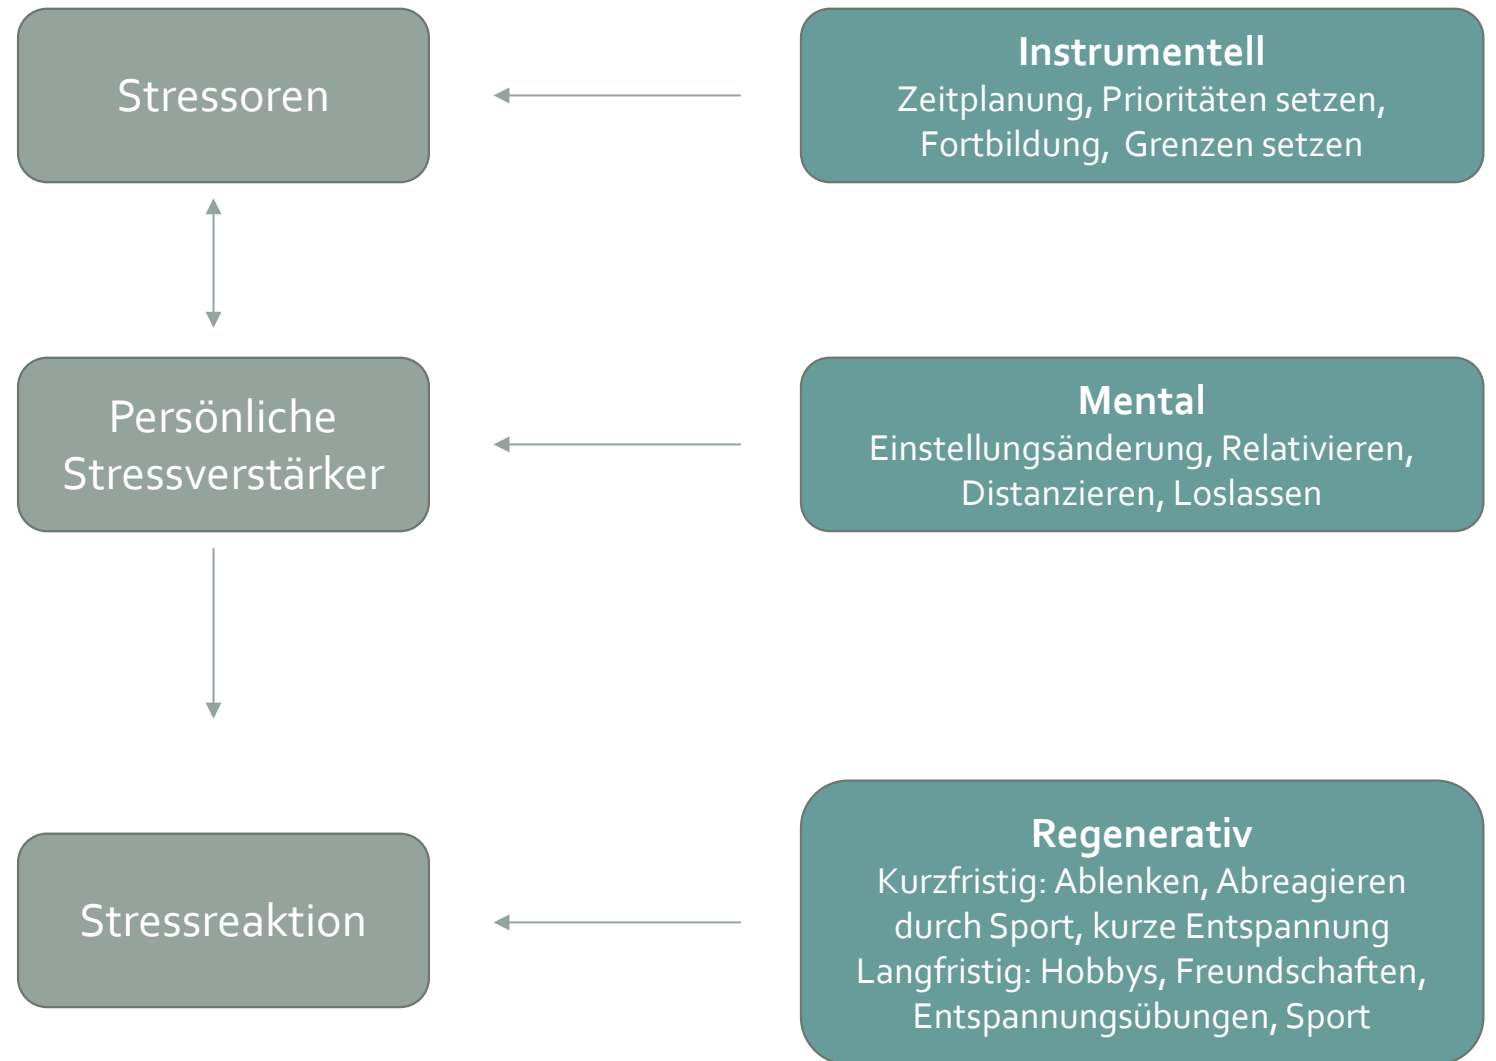 Stressoren
Instrumentell
Zeitplanung, Prioritäten setzen,
Fortbildung,  Grenzen setzen
Persönliche
Stressverstärker
Mental
Einstellungsänderung, Relativieren,
Distanzieren, Loslassen
Stressreaktion
Regenerativ
Kurzfristig: Ablenken, Abreagieren
durch Sport, kurze Entspannung
Langfristig: Hobbys, Freundschaften,
Entspannungsübungen, Sport